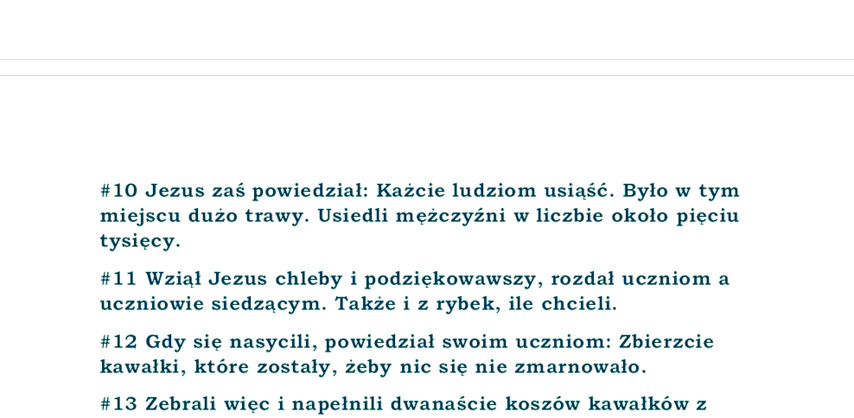 #10 Jezus zaś powiedział: Każcie ludziom usiąść. Było w tym
miejscu dużo trawy. Usiedli mężczyźni w liczbie około pięciu
tysięcy.
#11 Wziął Jezus chleby i podziękowawszy, rozdał uczniom a
uczniowie siedzącym. Także i z rybek, ile chcieli.
#12 Gdy się nasycili, powiedział swoim uczniom: Zbierzcie
kawałki, które zostały, żeby nic się nie zmarnowało.
#13 Zebrali więc i napełnili dwanaście koszów kawałków z